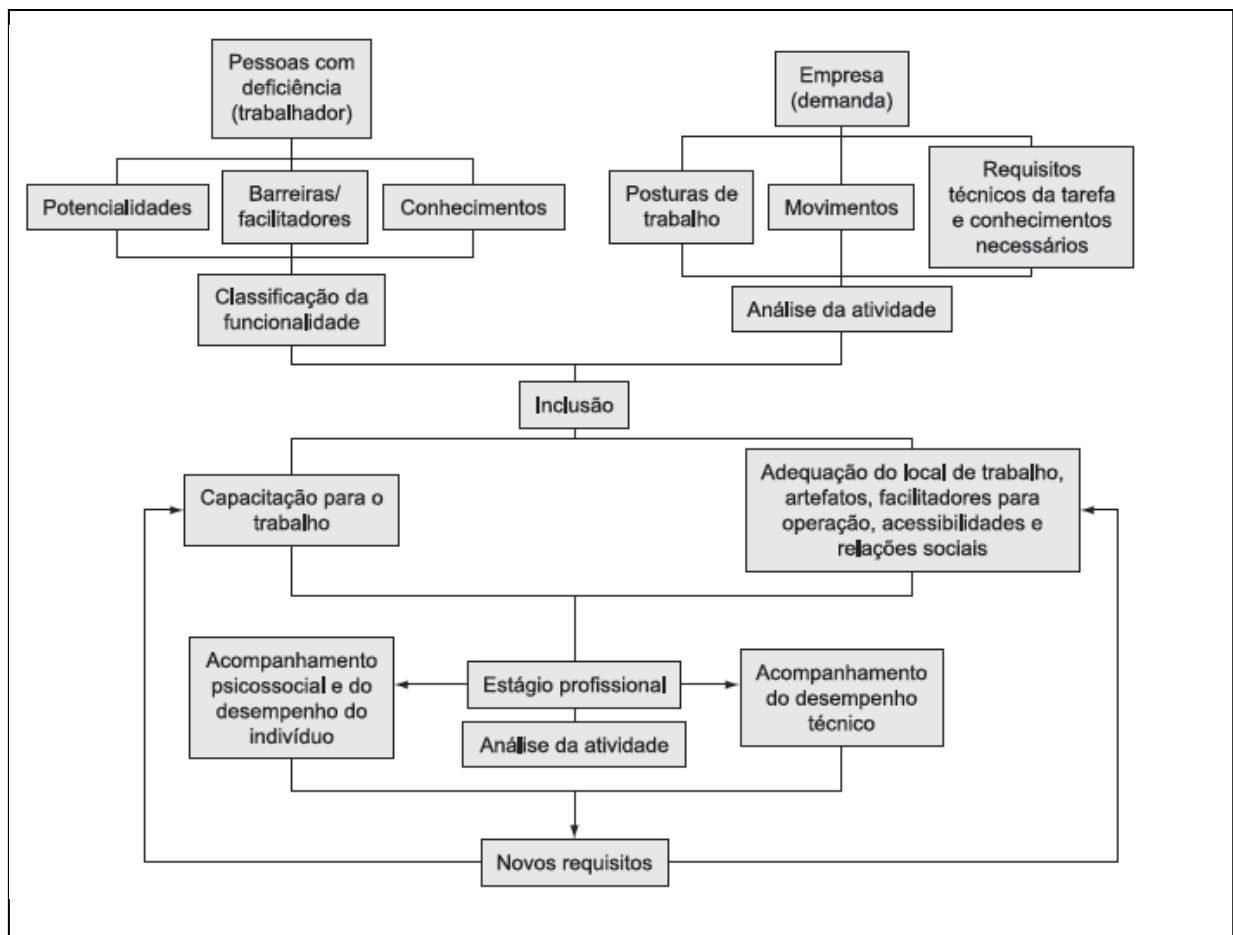 Pessoas com
deficiência
(trabalhador)
Empresa
(demanda)
Potencialidades
Barreiras/
facilitadores
Conhecimentos
Posturas de
trabalho
Movimentos
Requisitos
técnicos da tarefa
e conhecimentos
necessários
Classificação da
funcionalidade
Análise da atividade
Inclusão
Capacitação para o
trabalho
Adequação do local de trabalho,
artefatos, facilitadores para
operação, acessibilidades e
relações sociais
Acompanhamento
psicossocial e do
desempenho do
indivíduo
Estágio profissional
Análise da atividade
Acompanhamento
do desempenho
técnico
Novos requisitos